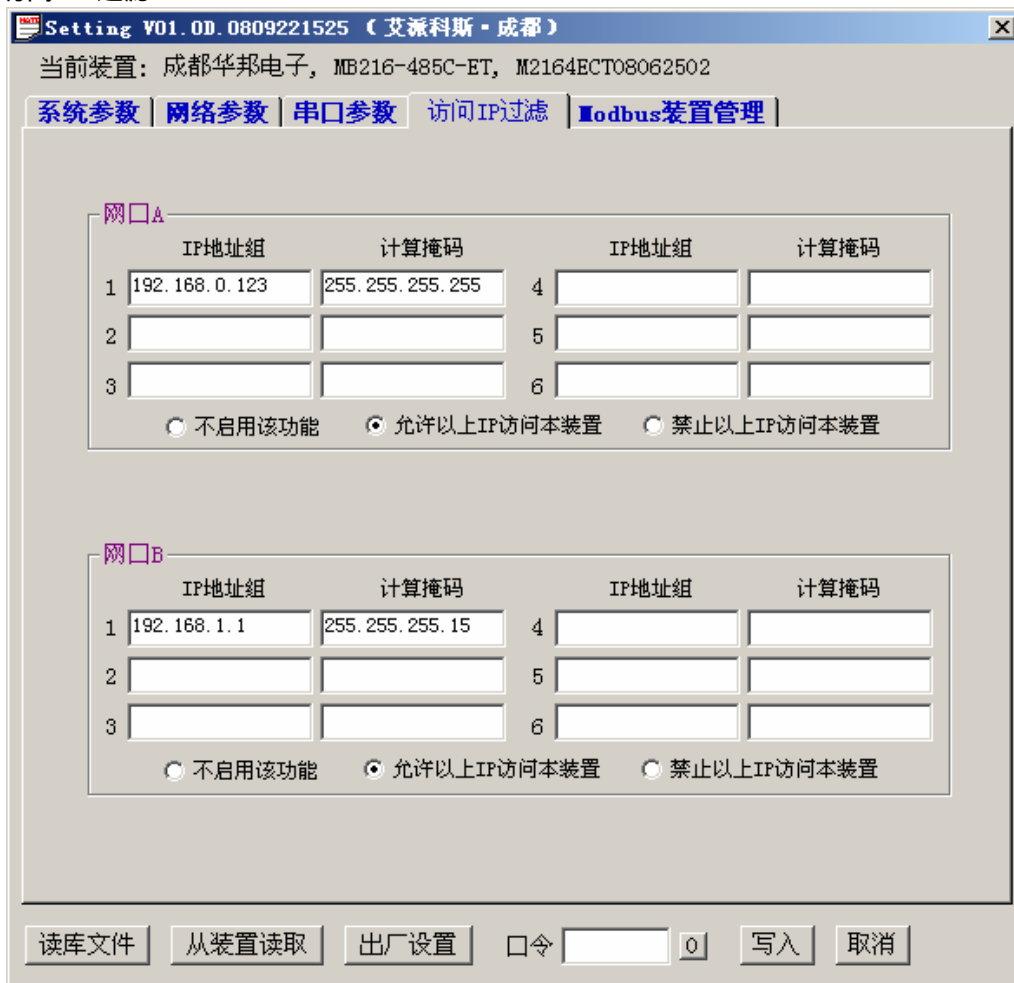 Setting V01.0D.0809221525 (艾派科斯·成都)
当前装置: 成都华邦电子, MB216-485C-ET, M2164ECT08062502
系统参数 网络参数 串口参数 访问IP过滤 Modbus装置管理
网口A
IP地址组 计算掩码 IP地址组 计算掩码
1 192.168.0.123 255.255.255.255 4
2 5
3 6
不启用该功能 允许以上IP访问本装置 禁止以上IP访问本装置
网口B
IP地址组 计算掩码 IP地址组 计算掩码
1 192.168.1.1 255.255.255.15 4
2 5
3 6
不启用该功能 允许以上IP访问本装置 禁止以上IP访问本装置
读库文件 从装置读取 出厂设置 口令 0 写入 取消